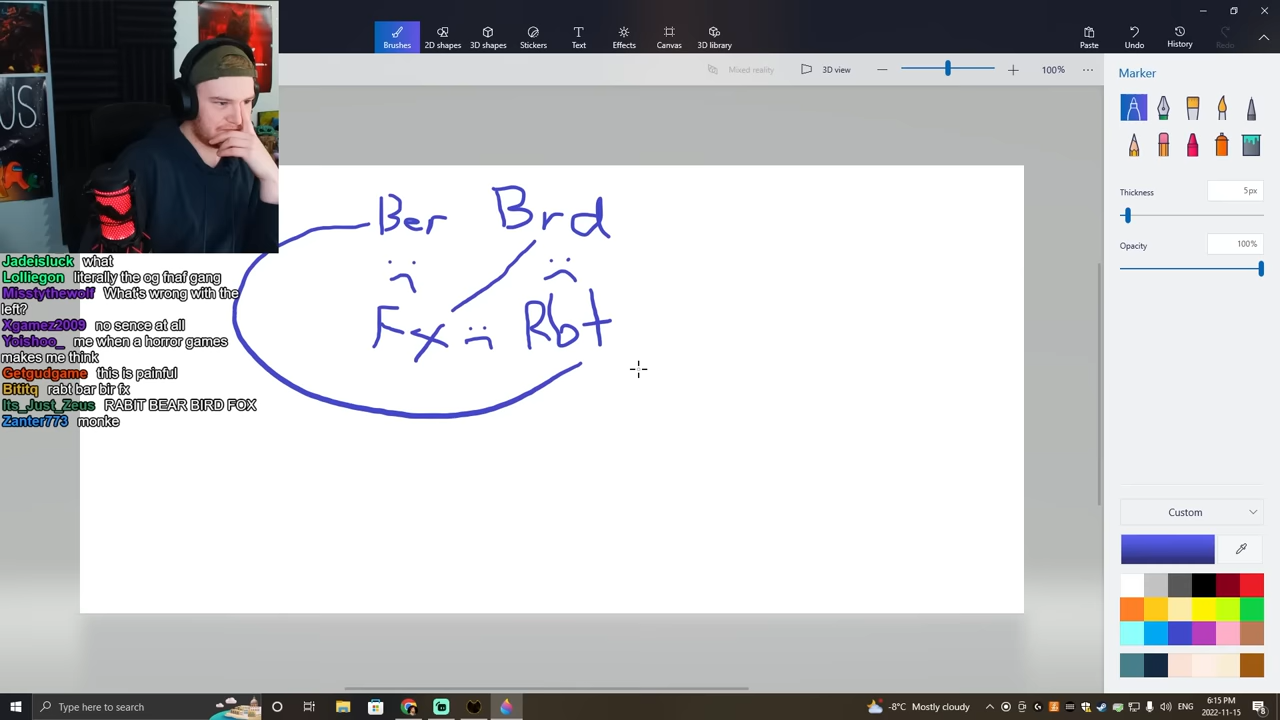 Brushes 2D shapes 3D shapes Stickers Text Effects Canvas 3D library Paste Undo History Redo
Mixed reality 3D view 100%
Marker
Thickness 5px
Opacity 100%
US
Ber Brd
Fx Rbt
Jadeisluck what
Lolliegon literally the og fnaf gang
Misstythewolf What's wrong with the
left?
Xgamez2009 no sence at all
Yoishoo_ me when a horror games
makes me think
Getgudgame this is painful
Bititq rabt bar bir fx
Its_Just_Zeus RABIT BEAR BIRD FOX
Zanter773 monke
Custom
Type here to search
-8°C Mostly cloudy
6:15 PM
2022-11-15
8